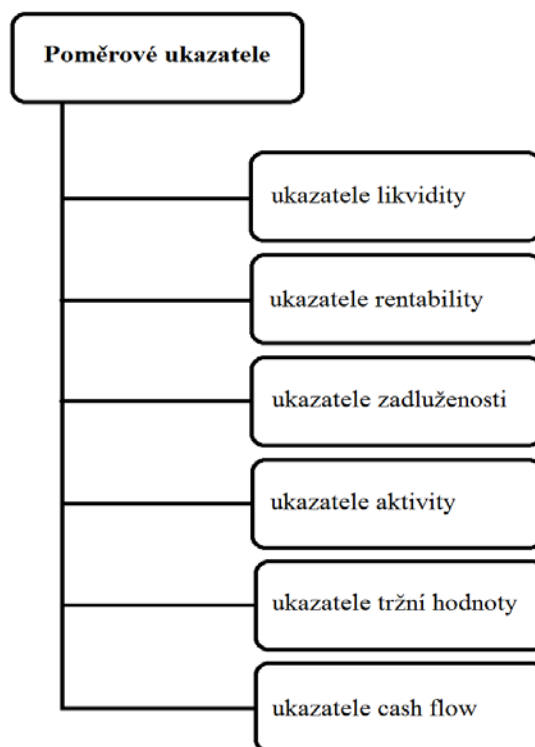 Poměrové ukazatele
ukazatele likvidity
ukazatele rentability
ukazatele zadluženosti
ukazatele aktivity
ukazatele tržní hodnoty
ukazatele cash flow